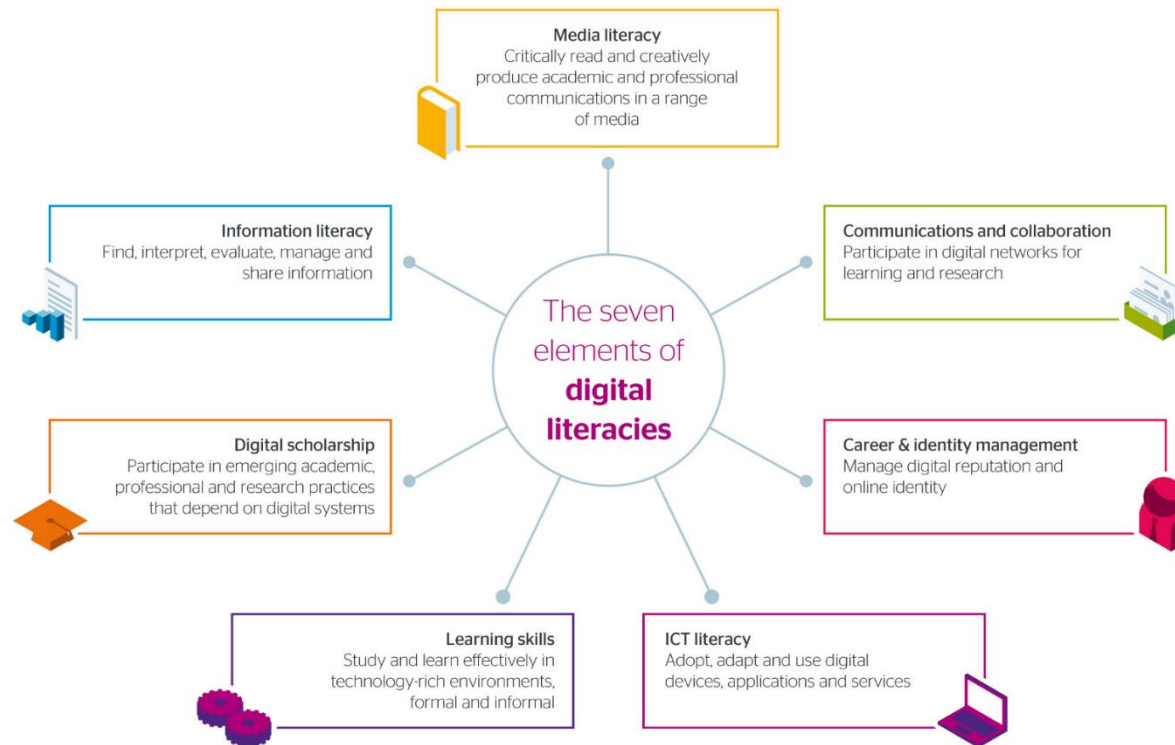 Media literacy
Critically read and creatively
produce academic and professional
communications in a range
of media
Information literacy
Find, interpret, evaluate, manage and
share information
Communications and collaboration
Participate in digital networks for
learning and research
The seven
elements of
digital
literacies
Digital scholarship
Participate in emerging academic,
professional and research practices
that depend on digital systems
Career & identity management
Manage digital reputation and
online identity
Learning skills
Study and learn effectively in
technology-rich environments,
formal and informal
ICT literacy
Adopt, adapt and use digital
devices, applications and services